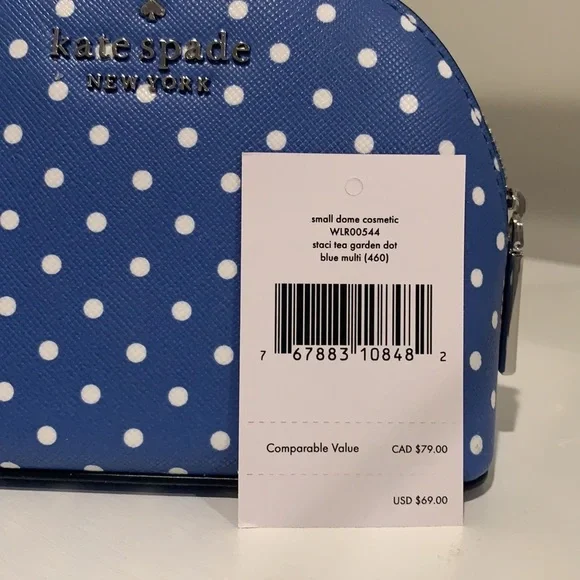 kate spade
NEW YORK
small dome cosmetic
WLR00544
staci tea garden dot
blue multi (460)
7 67883 10848 2
Comparable Value CAD $79.00
USD $69.00